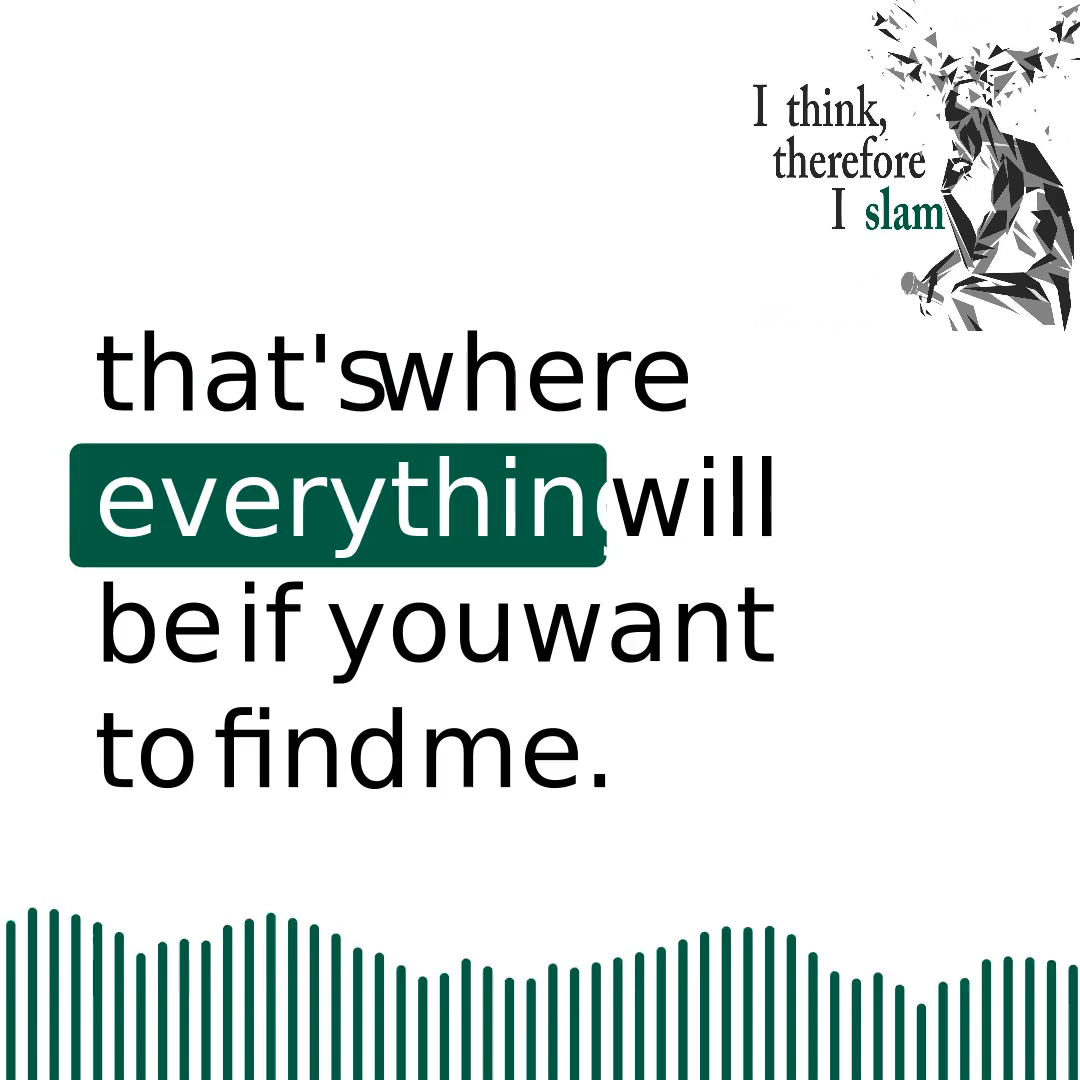 I think,
therefore
I slam
that's where
everything will
be if you want
to find me.